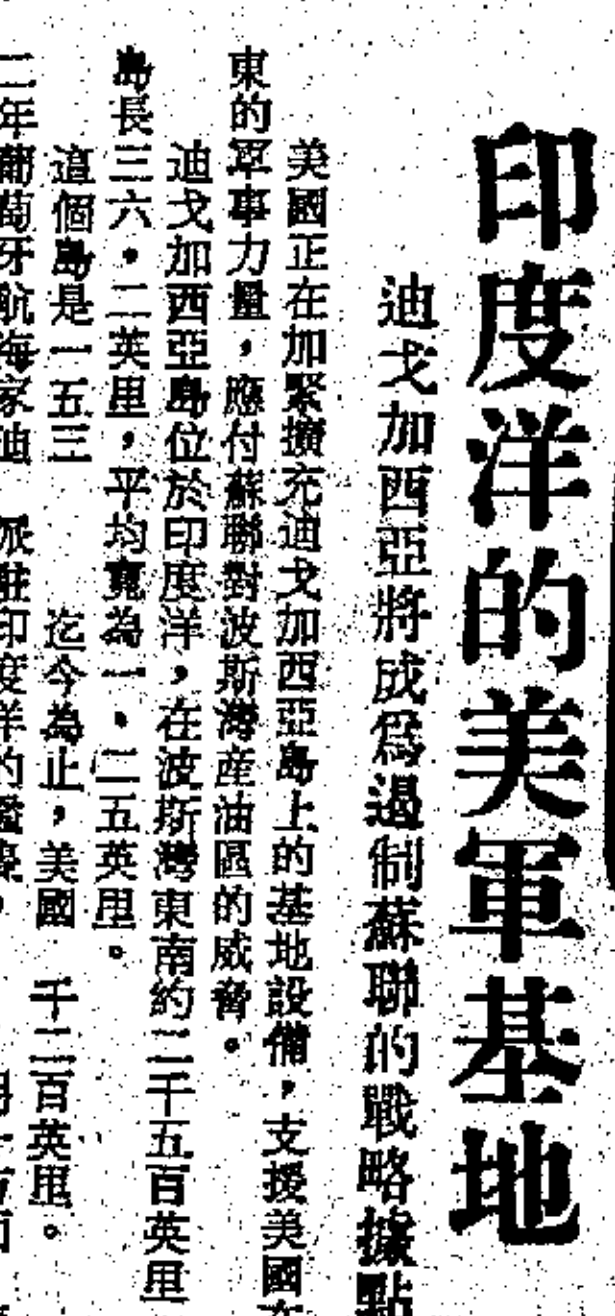 印度洋的美軍基地
迪戈加西亞將成爲遏制蘇聯的戰略據點
美國正在加緊擴充迪戈加西亞島上的基地設備，支援美國在
東的軍事力量，應付蘇聯對波斯灣產油區的威脅。
迪戈加西亞島位於印度洋，在波斯灣東南約二千五百英里
島長三六．二英里，平均寬為一．二五英里。
這個島是一五三
二年葡萄牙航海家迪
迄今為止，美國
派駐印度洋的艦隻，
千二百英里。